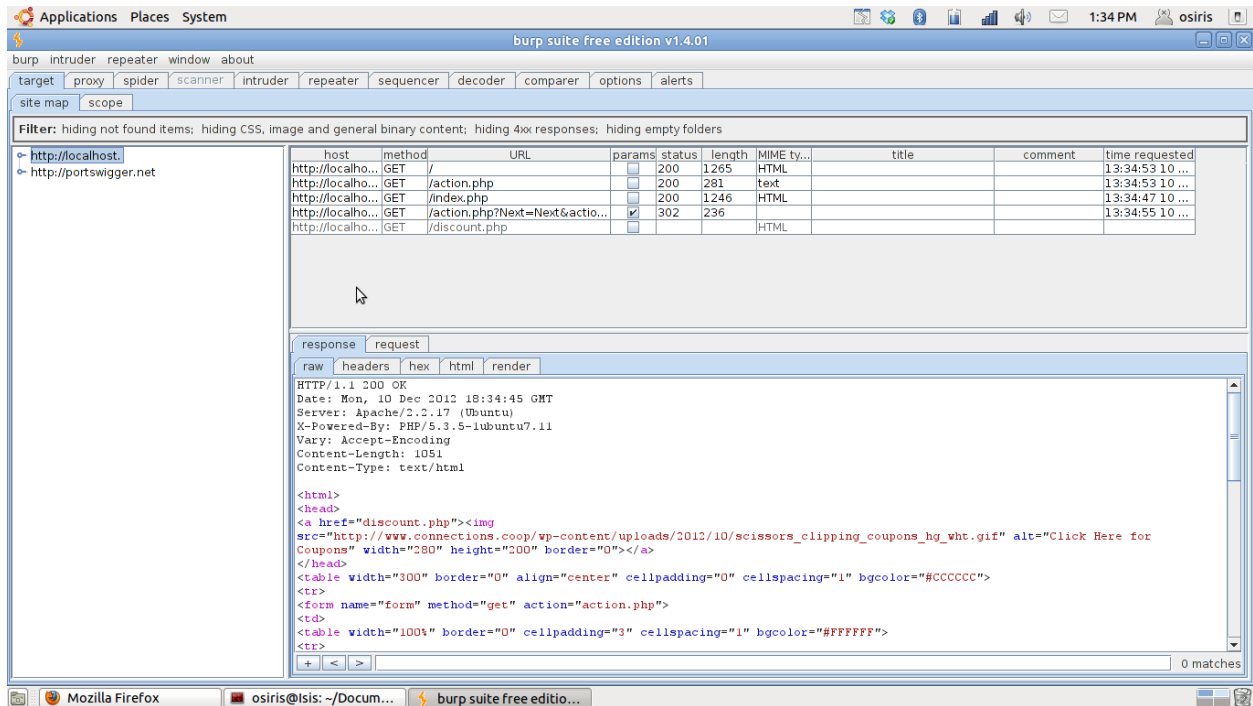 Applications Places System 1:34 PM osiris
burp suite free edition v1.4.01
burp intruder repeater window about
target proxy spider scanner intruder repeater sequencer decoder comparer options alerts
site map scope
Filter: hiding not found items; hiding CSS, image and general binary content; hiding 4xx responses; hiding empty folders
http://localhost.
http://portswigger.net
host method URL params status length MIME ty... title comment time requested
http://localho... GET / 200 1265 HTML 13:34:53 10 ...
http://localho... GET /action.php 200 281 text 13:34:53 10 ...
http://localho... GET /index.php 200 1246 HTML 13:34:47 10 ...
http://localho... GET /action.php?Next=Next&actio... 302 236 13:34:55 10 ...
http://localho... GET /discount.php HTML
response request
raw headers hex html render
HTTP/1.1 200 OK
Date: Mon, 10 Dec 2012 18:34:45 GMT
Server: Apache/2.2.17 (Ubuntu)
X-Powered-By: PHP/5.3.5-1ubuntu7.11
Vary: Accept-Encoding
Content-Length: 1051
Content-Type: text/html
<html>
<head>
<a href="discount.php"><img
src="http://www.connections.coop/wp-content/uploads/2012/10/scissors_clipping_coupons_hg_wht.gif" alt="Click Here for
Coupons" width="280" height="200" border="0"></a>
</head>
<table width="300" border="0" align="center" cellpadding="0" cellspacing="1" bgcolor="#CCCCCC">
<tr>
<form name="form" method="get" action="action.php">
<td>
<table width="100%" border="0" cellpadding="3" cellspacing="1" bgcolor="#FFFFFF">
<tr>
+ < > 0 matches
Mozilla Firefox osiris@Isis: ~/Docum... burp suite free editio...